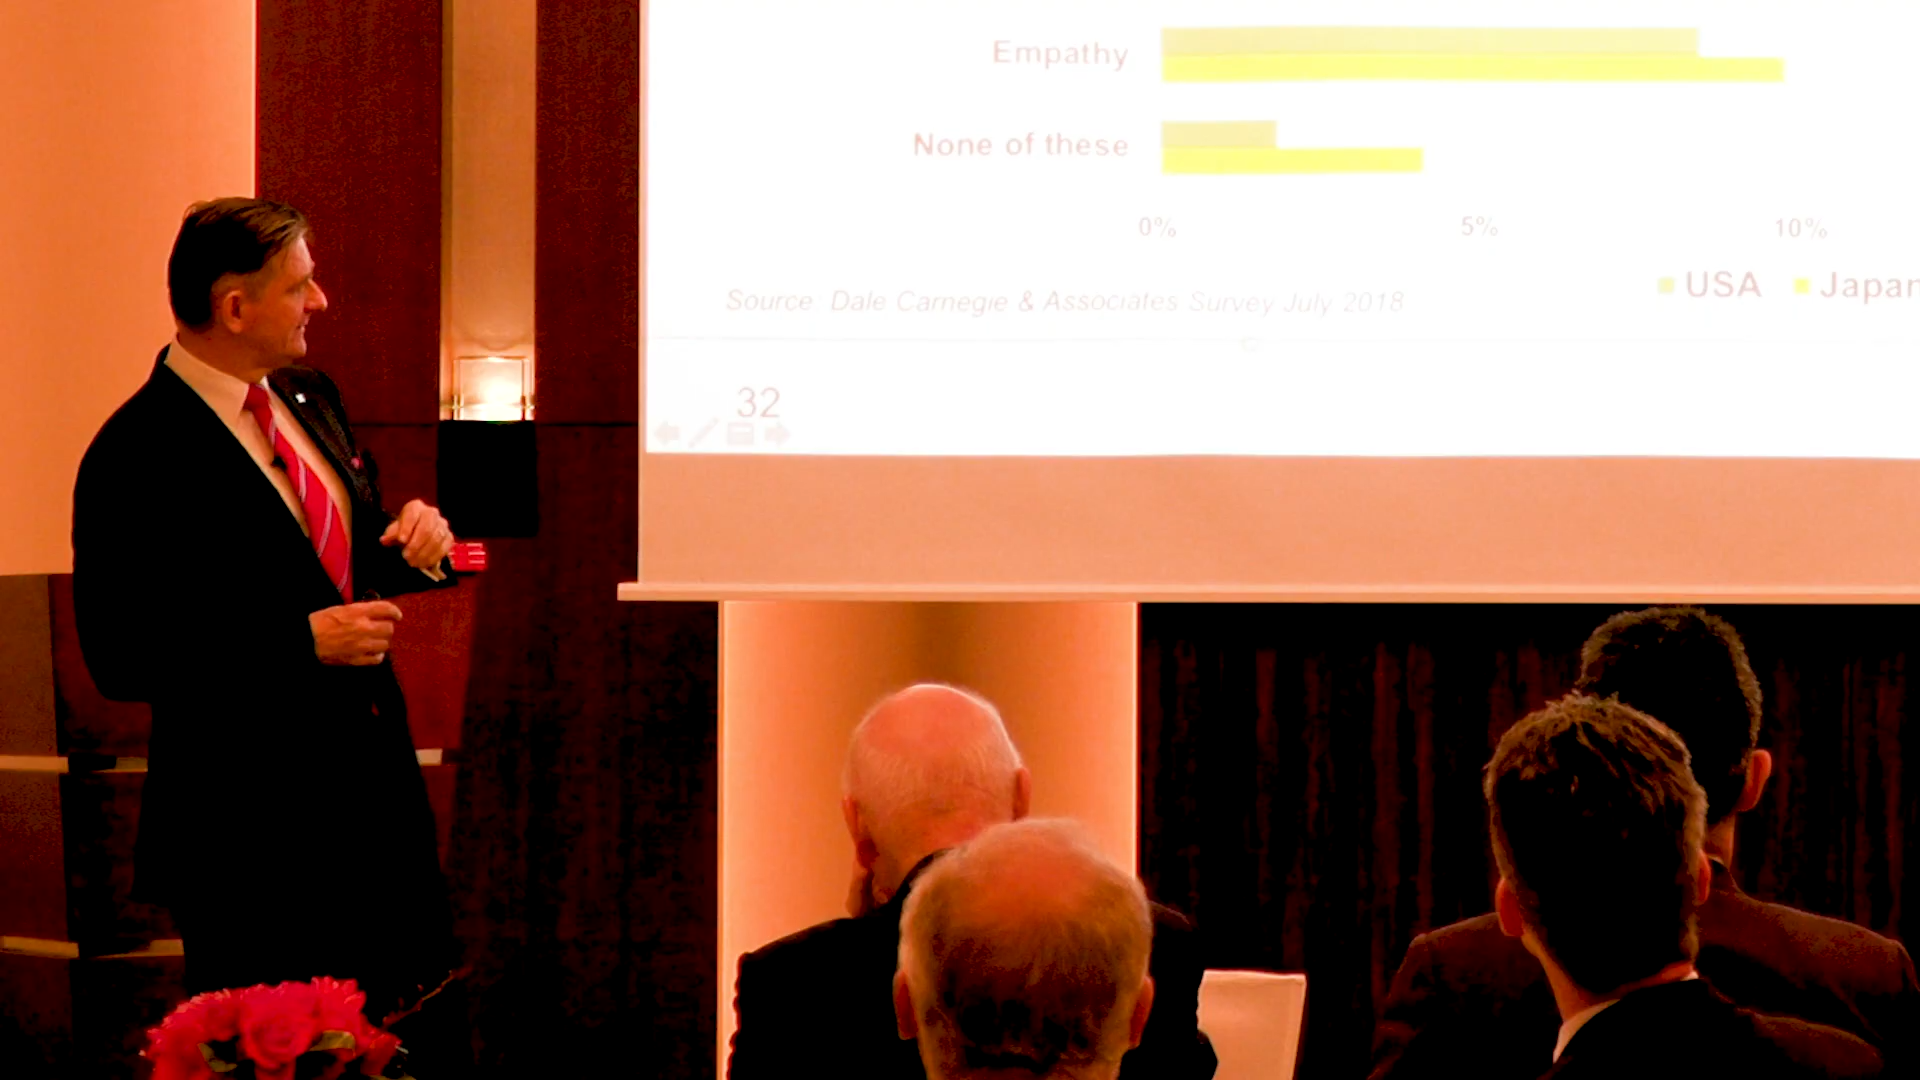 Empathy
None of these
0% 5% 10%
USA Japan
Source: Dale Carnegie & Associates Survey July 2018
32